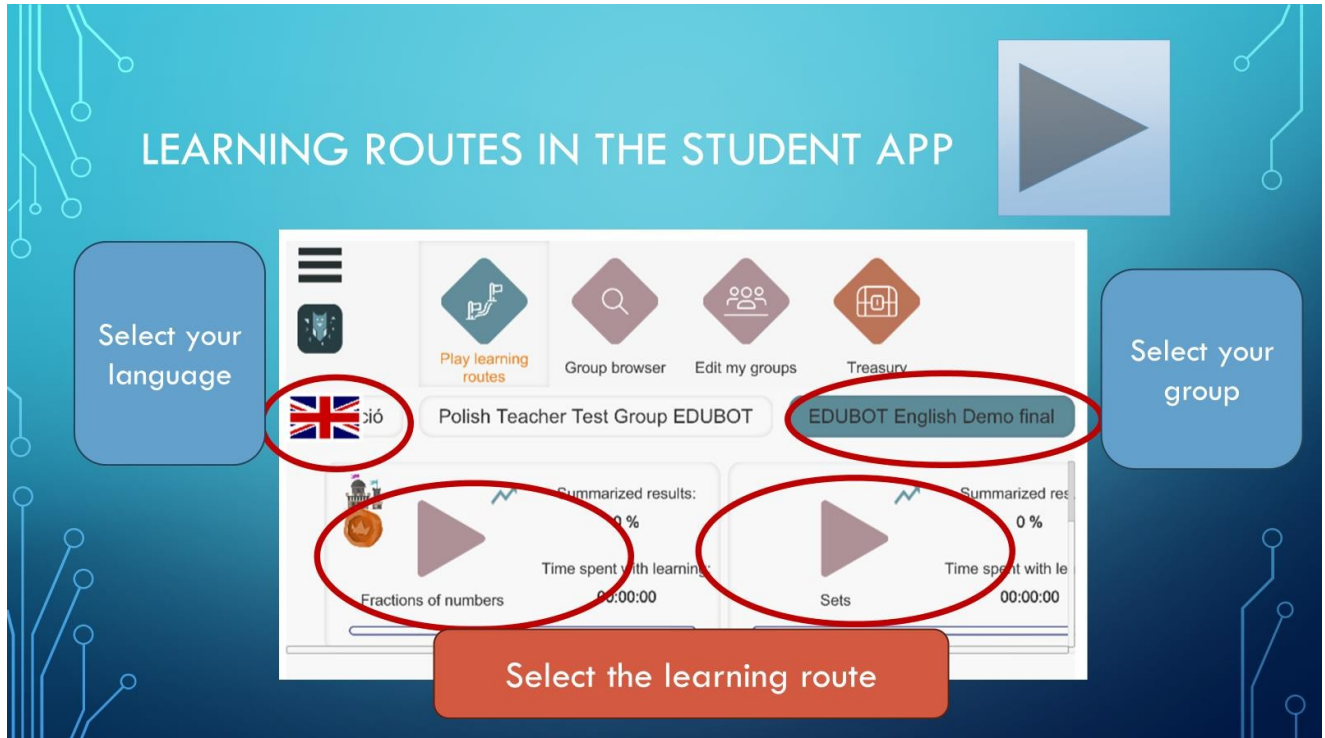 LEARNING ROUTES IN THE STUDENT APP
Select your
language
Play learning
routes
Group browser
Edit my groups
Treasury
ció
Polish Teacher Test Group EDUBOT
EDUBOT English Demo final
Select your
group
Summarized results:
0 %
Time spent with learning:
00:00:00
Fractions of numbers
Summarized res
0 %
Time spent with le
00:00:00
Sets
Select the learning route